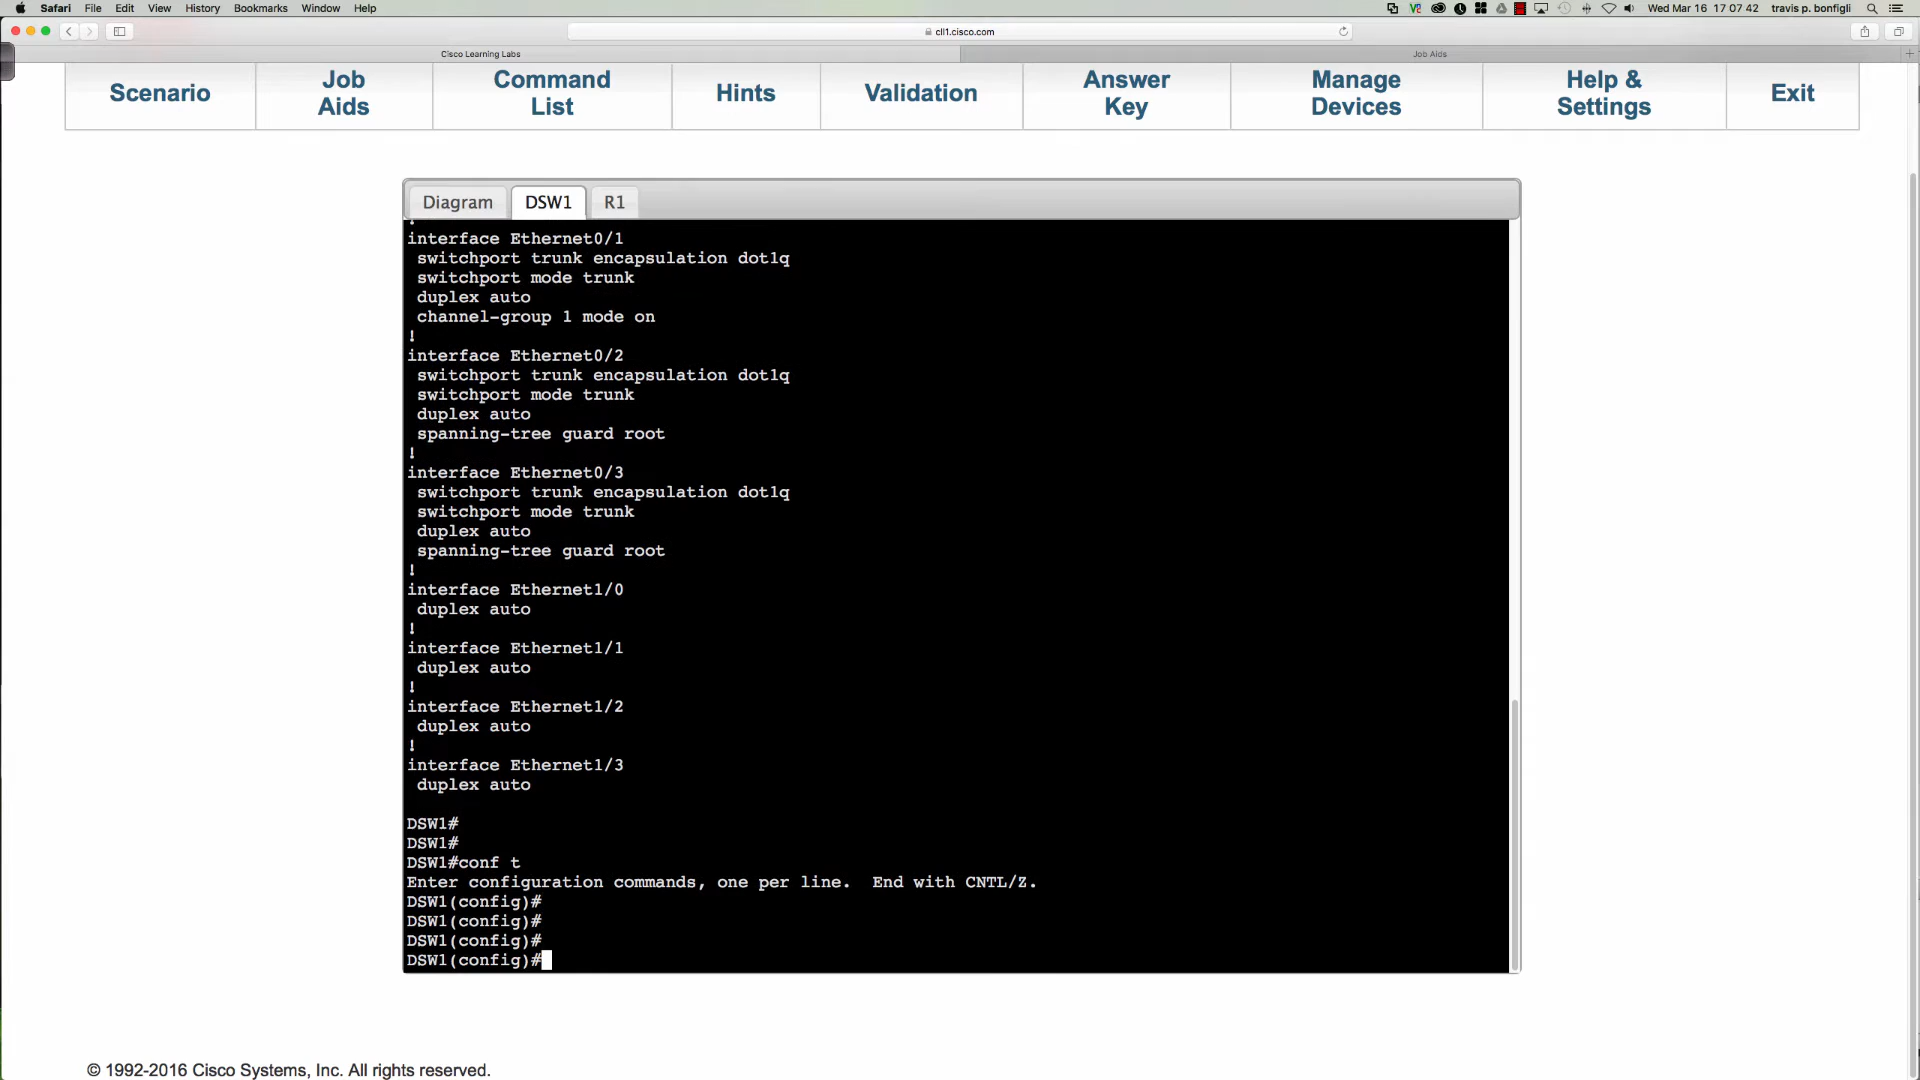 Safari File Edit View History Bookmarks Window Help Wed Mar 16 17:07:42 travis p. bonfigli
cll1.cisco.com
Cisco Learning Labs Job Aids
Scenario
Job
Aids
Command
List
Hints
Validation
Answer
Key
Manage
Devices
Help &
Settings
Exit
Diagram DSW1 R1
!
interface Ethernet0/1
 switchport trunk encapsulation dot1q
 switchport mode trunk
 duplex auto
 channel-group 1 mode on
!
interface Ethernet0/2
 switchport trunk encapsulation dot1q
 switchport mode trunk
 duplex auto
 spanning-tree guard root
!
interface Ethernet0/3
 switchport trunk encapsulation dot1q
 switchport mode trunk
 duplex auto
 spanning-tree guard root
!
interface Ethernet1/0
 duplex auto
!
interface Ethernet1/1
 duplex auto
!
interface Ethernet1/2
 duplex auto
!
interface Ethernet1/3
 duplex auto
DSW1#
DSW1#
DSW1#conf t
Enter configuration commands, one per line.  End with CNTL/Z.
DSW1(config)#
DSW1(config)#
DSW1(config)#
DSW1(config)#
© 1992-2016 Cisco Systems, Inc. All rights reserved.